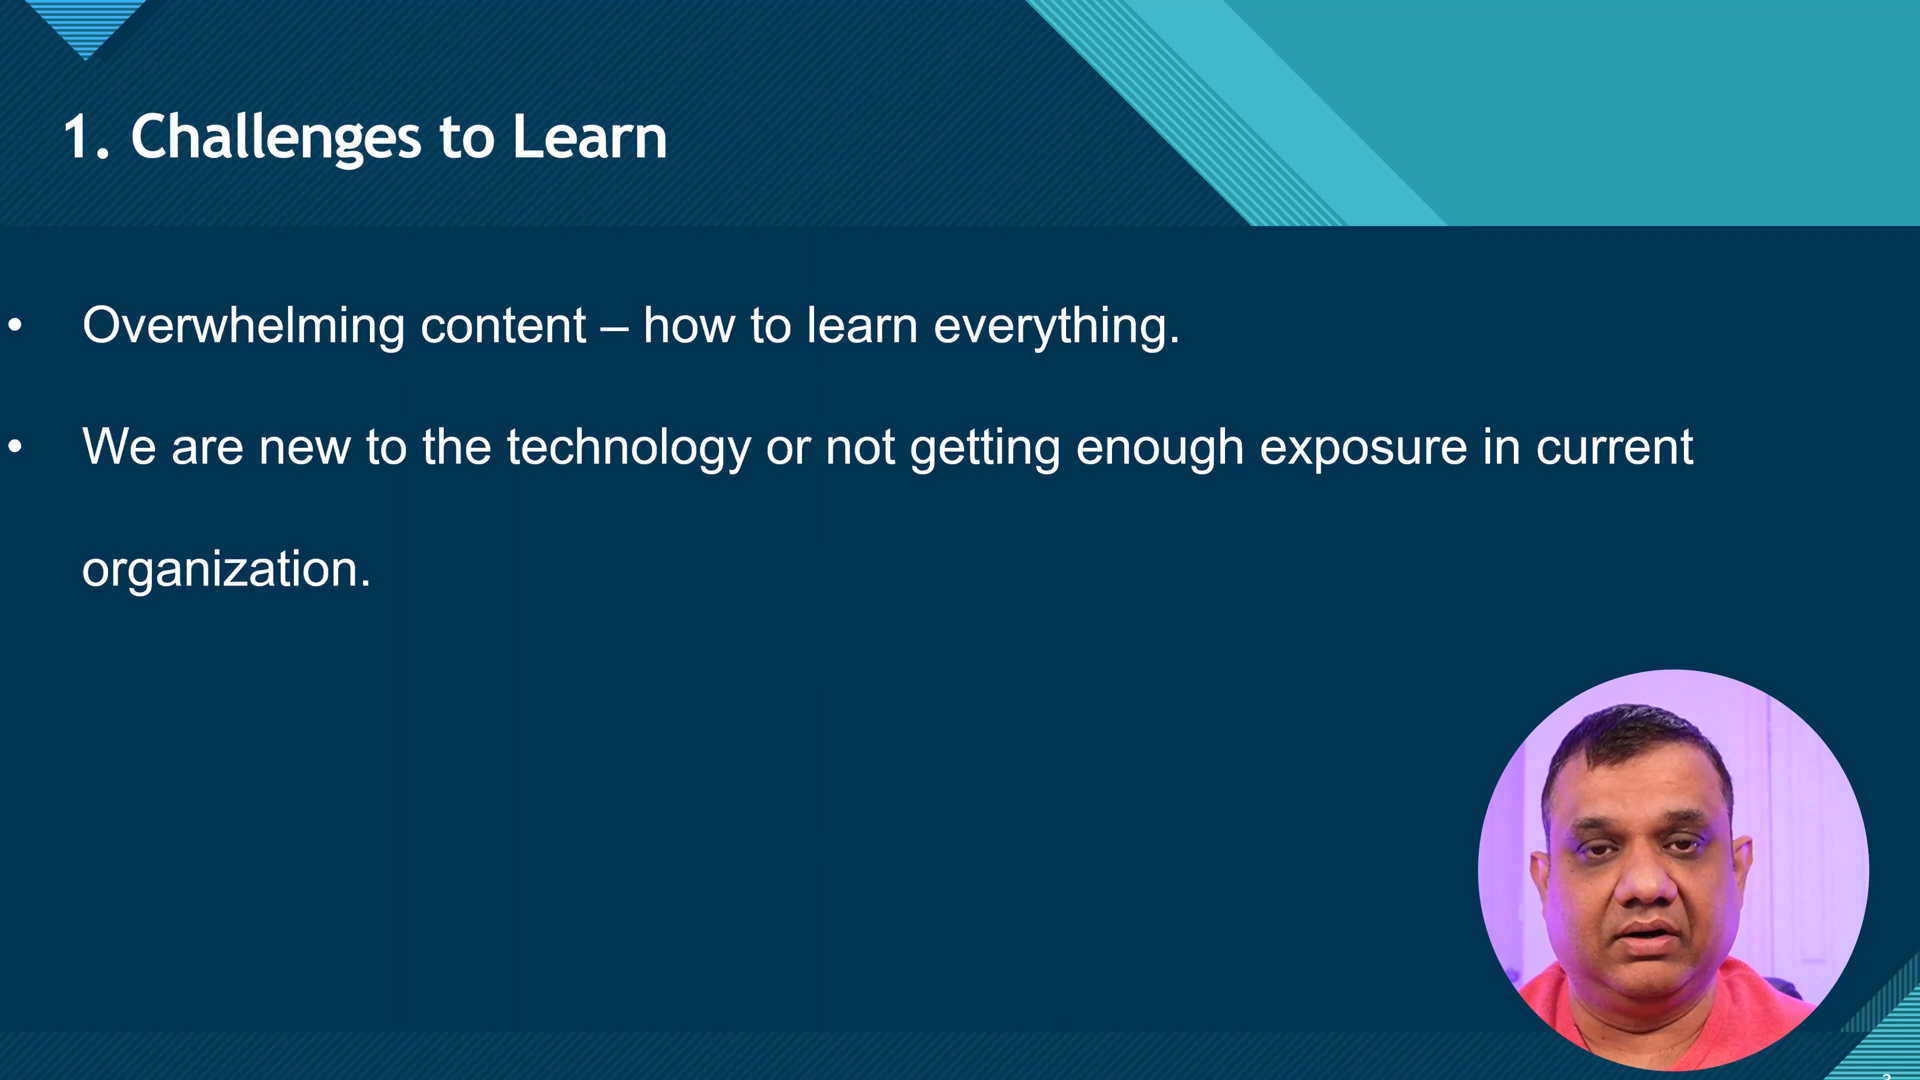 1. Challenges to Learn
• Overwhelming content – how to learn everything.
• We are new to the technology or not getting enough exposure in current
organization.